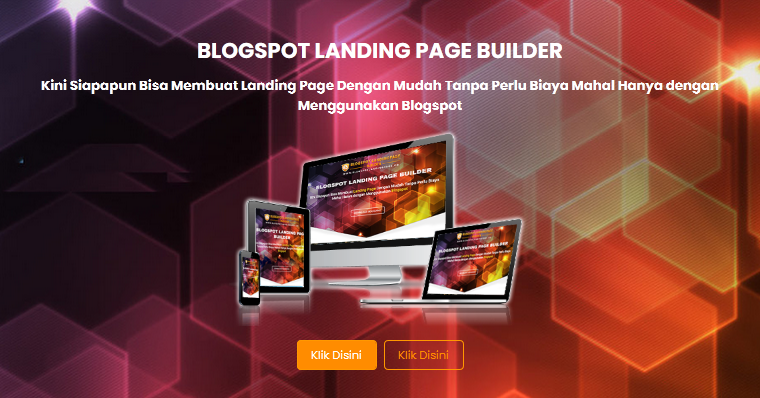 BLOGSPOT LANDING PAGE BUILDER
Kini Siapapun Bisa Membuat Landing Page Dengan Mudah Tanpa Perlu Biaya Mahal Hanya dengan
Menggunakan Blogspot
BLOGSPOT LANDING PAGE BUILDER
BLOGSPOT LANDING PAGE
BUILDER
BLOGSPOT LANDING PAGE BUILDER
Klik Disini
Klik Disini